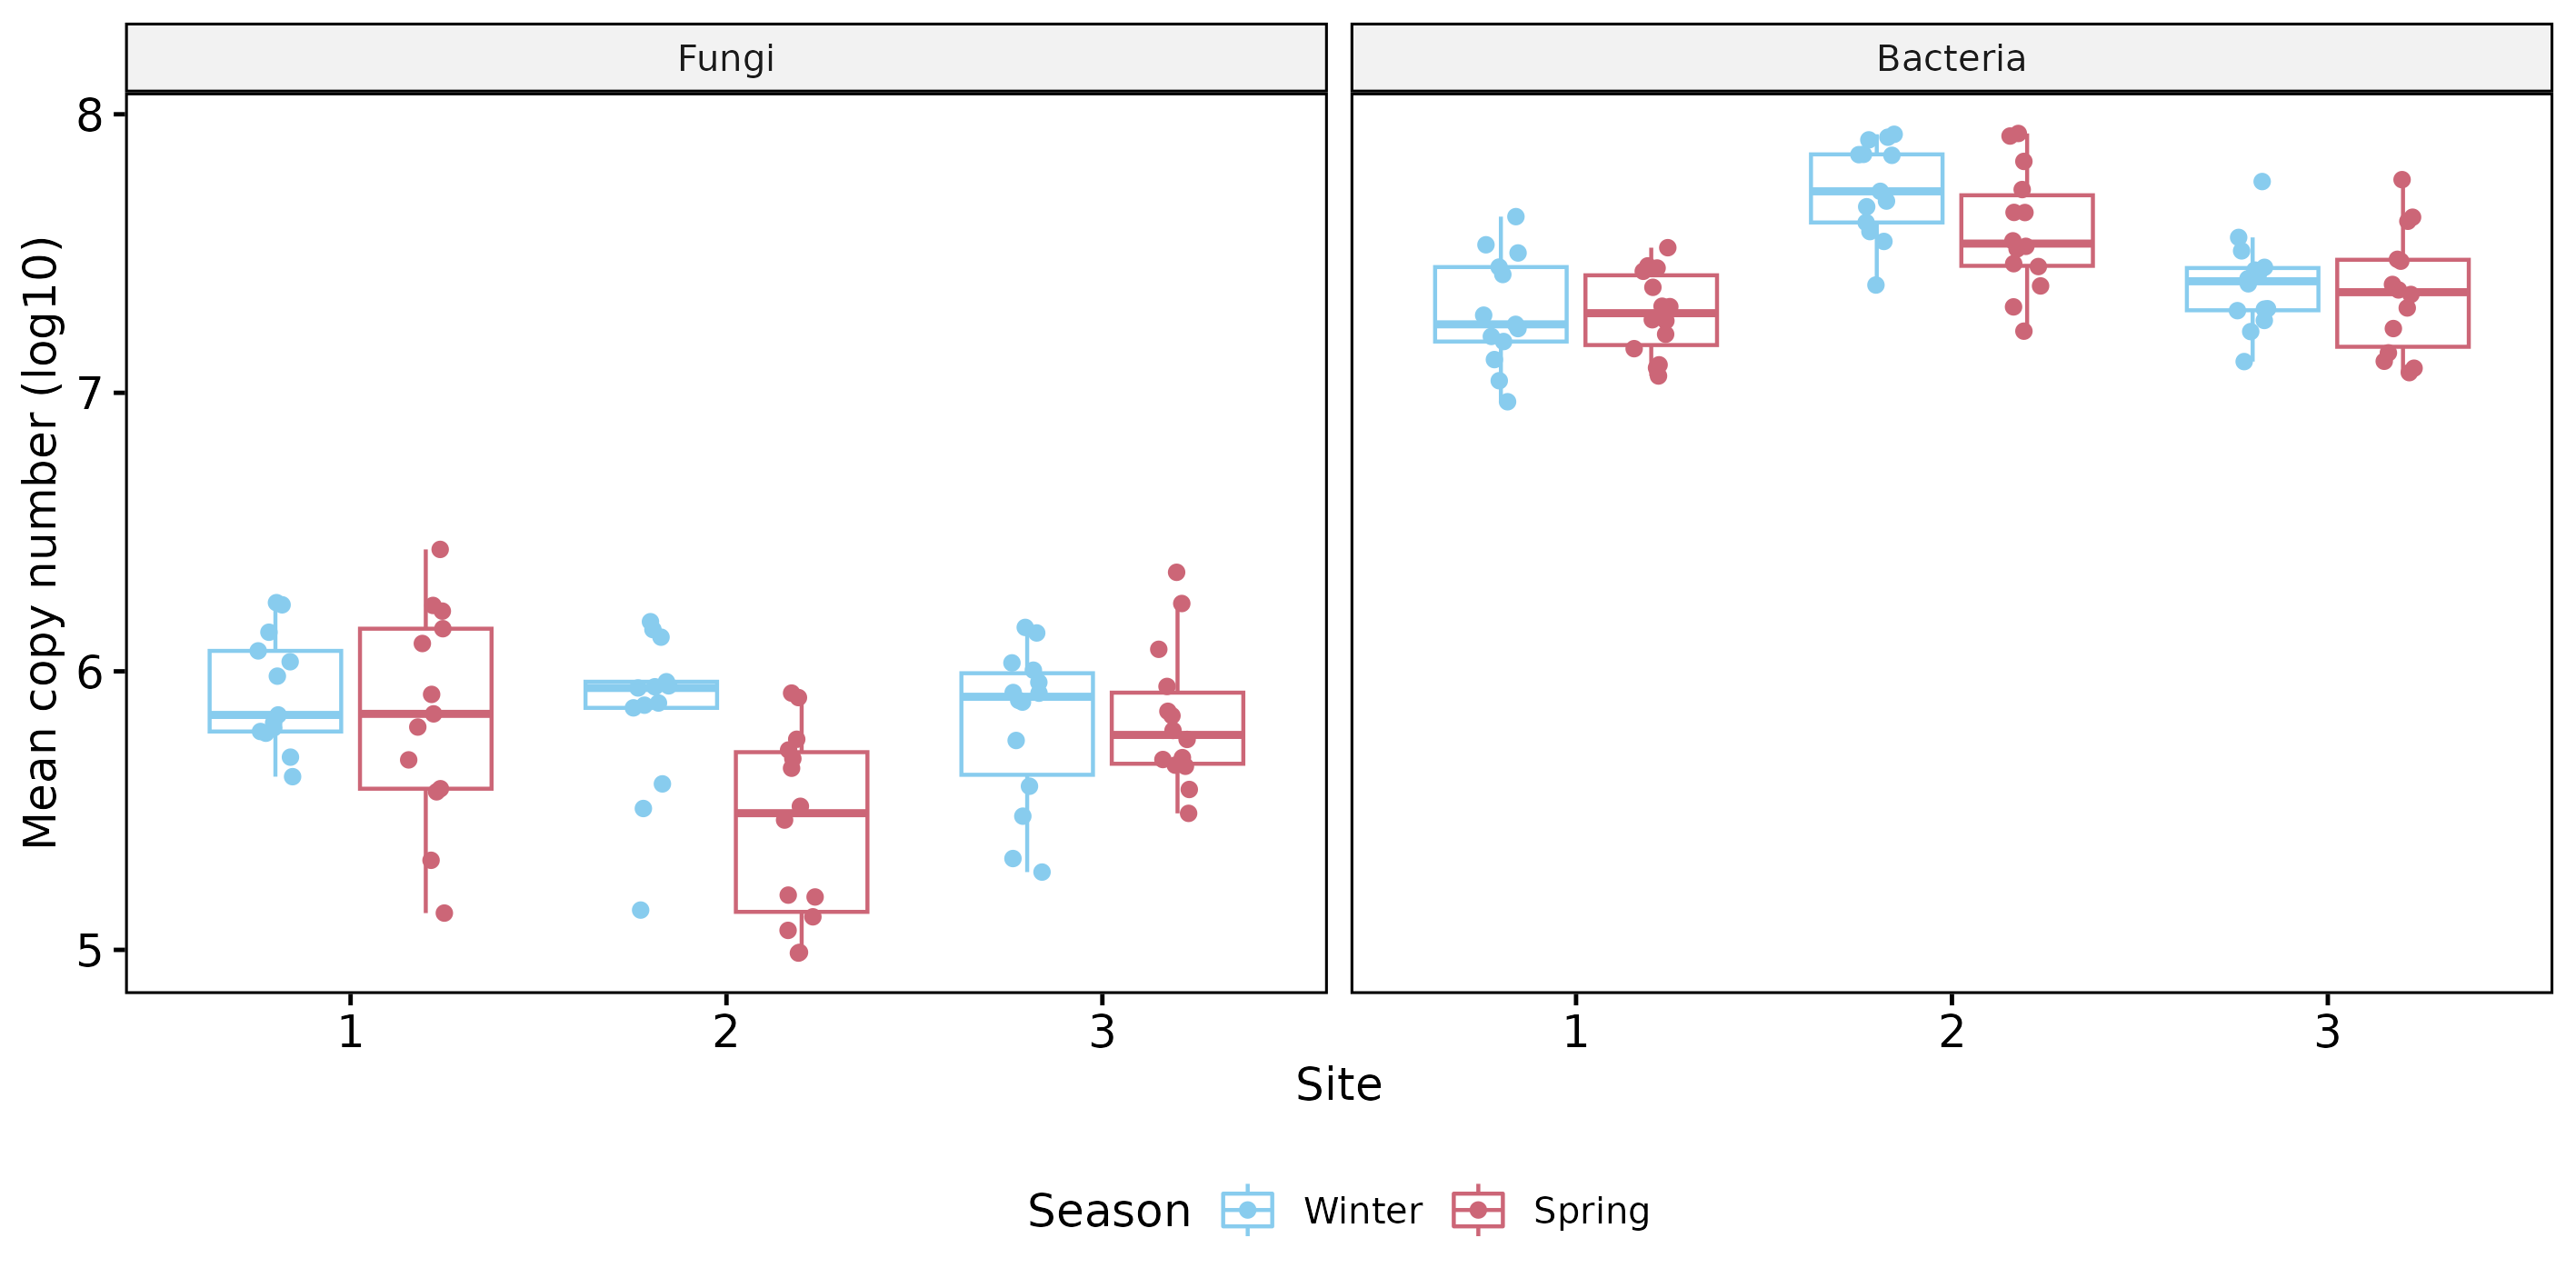 Fungi
Bacteria
Mean copy number (log10)
8
7
6
5
1 2 3
1 2 3
Site
Season Winter Spring